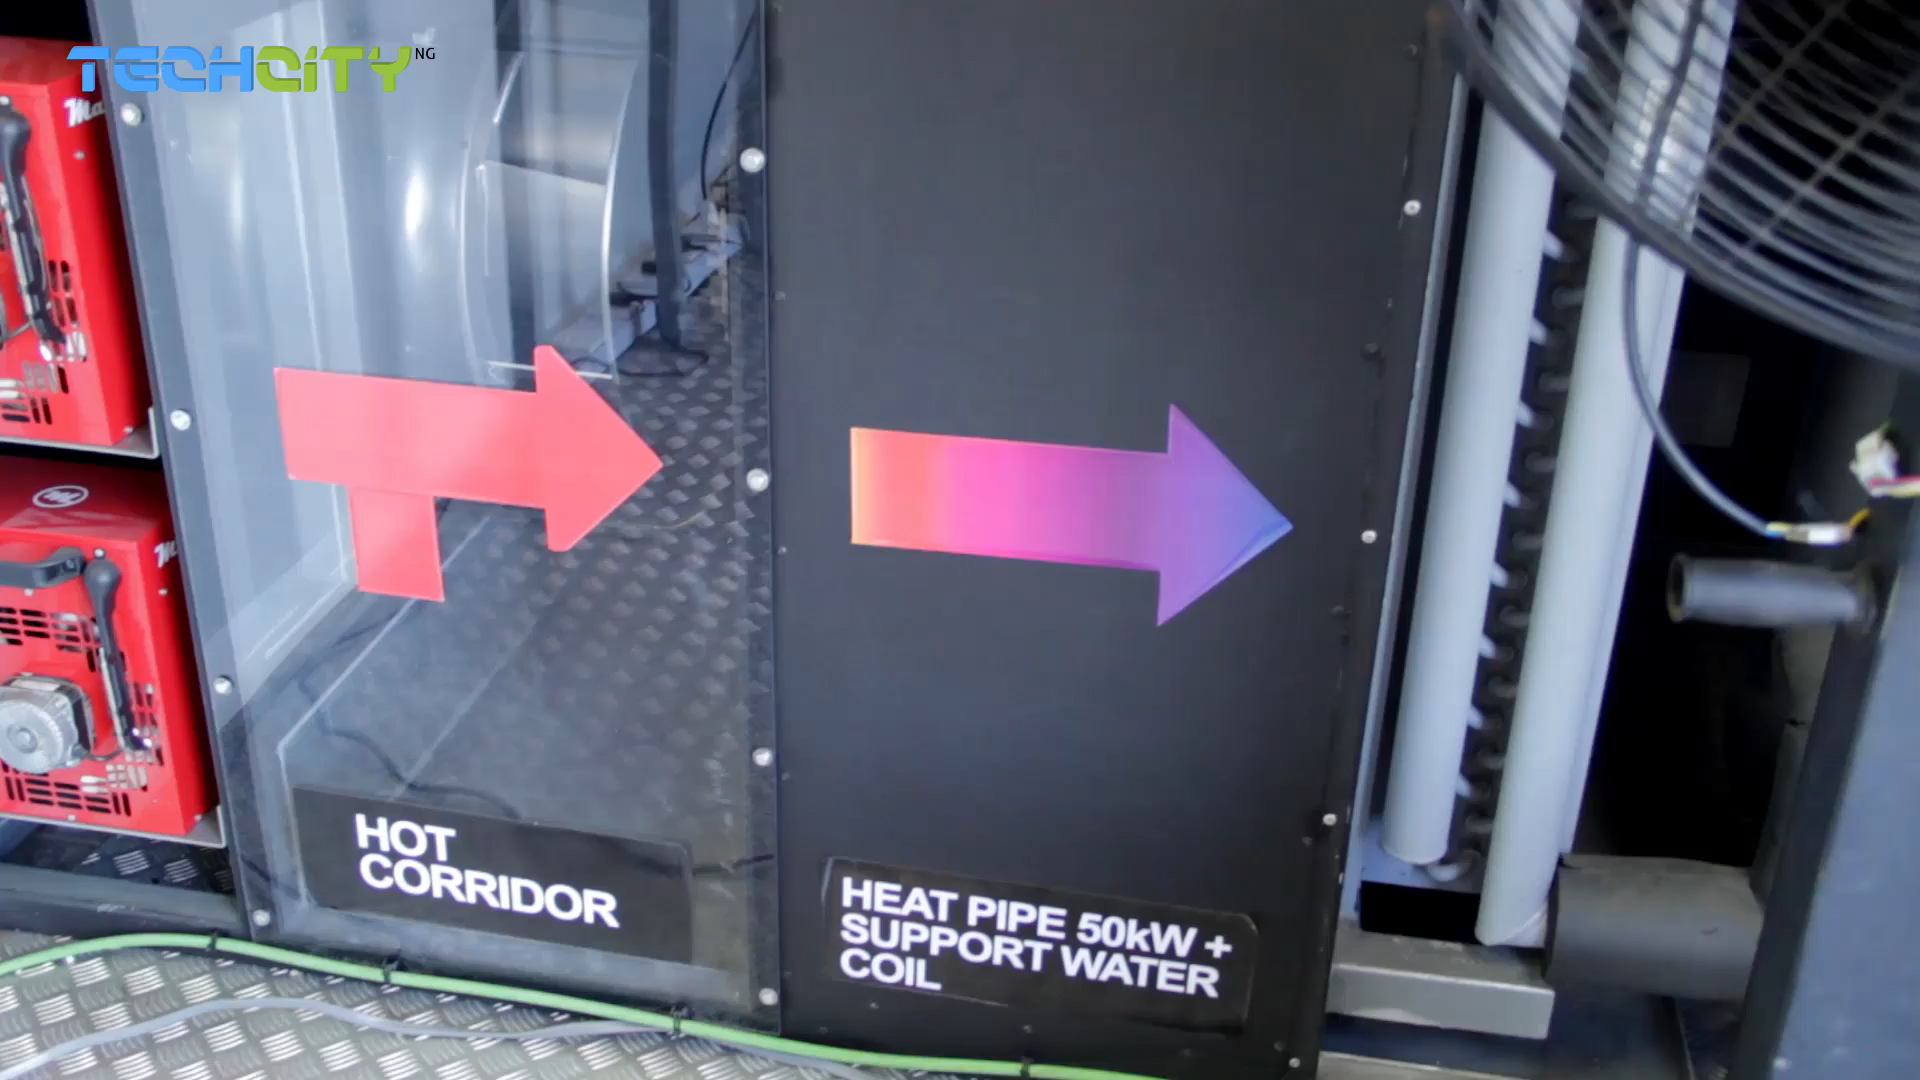 TECHCITY NG
HOT
CORRIDOR
HEAT PIPE 50kW +
SUPPORT WATER
COIL